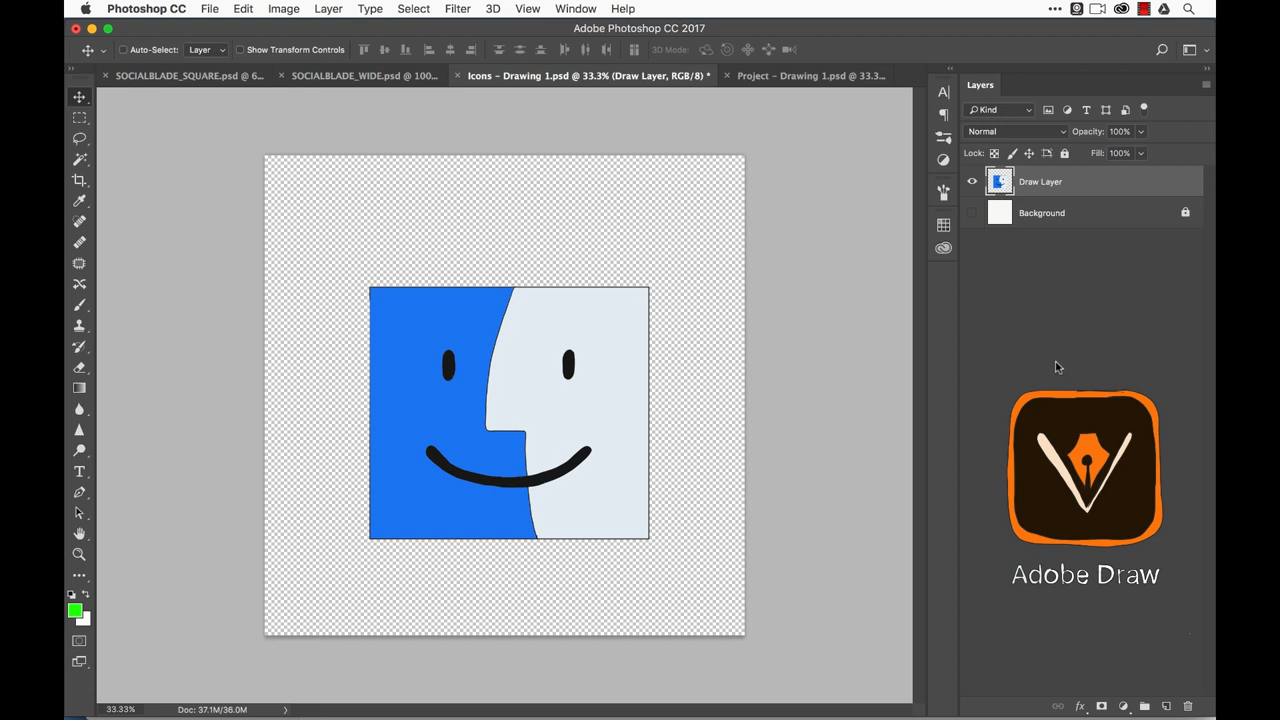 Photoshop CC File Edit Image Layer Type Select Filter 3D View Window Help
Adobe Photoshop CC 2017
Auto-Select: Layer Show Transform Controls 3D Mode:
SOCIALBLADE_SQUARE.psd @ 6... SOCIALBLADE_WIDE.psd @ 100... Icons – Drawing 1.psd @ 33.3% (Draw Layer, RGB/8) * Project – Drawing 1.psd @ 33.3...
Layers
Kind
Normal Opacity: 100%
Lock: Fill: 100%
Draw Layer
Background
Adobe Draw
33.33% Doc: 37.1M/36.0M